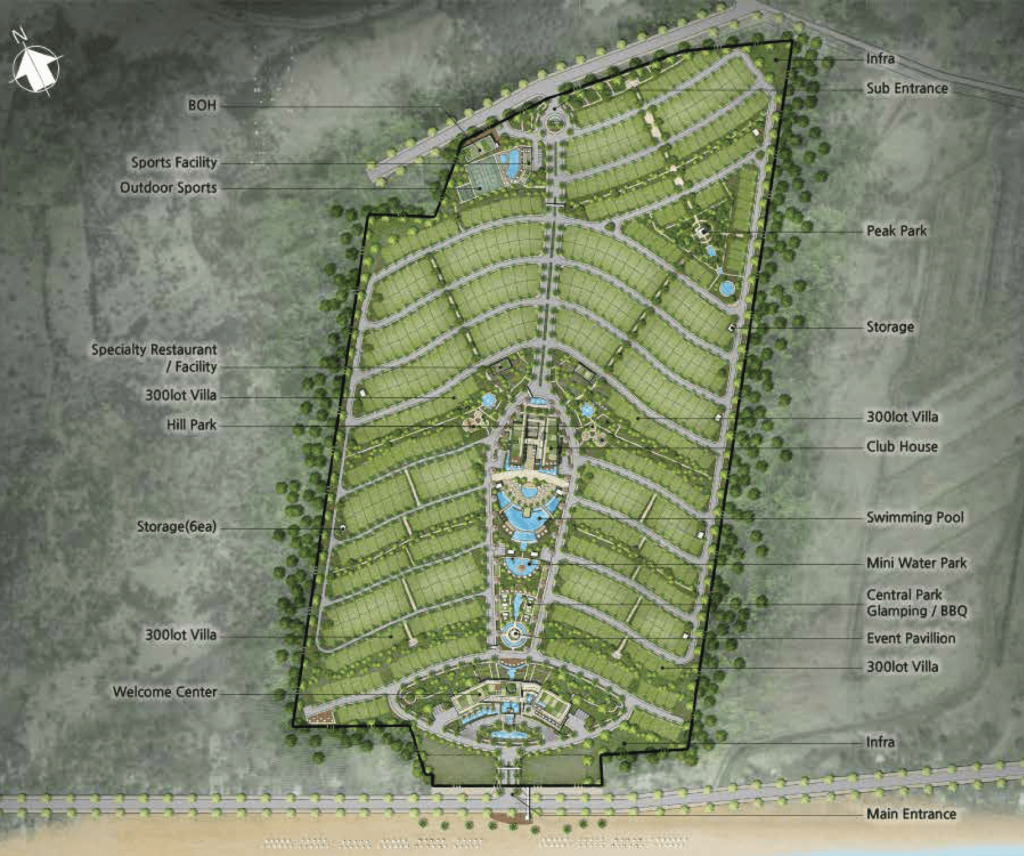 N
Infra
Sub Entrance
BOH
Sports Facility
Outdoor Sports
Peak Park
Storage
Specialty Restaurant
/ Facility
300lot Villa
Hill Park
300lot Villa
Club House
Storage(6ea)
Swimming Pool
Mini Water Park
Central Park
Glamping / BBQ
300lot Villa
Event Pavillion
300lot Villa
Welcome Center
Infra
Main Entrance